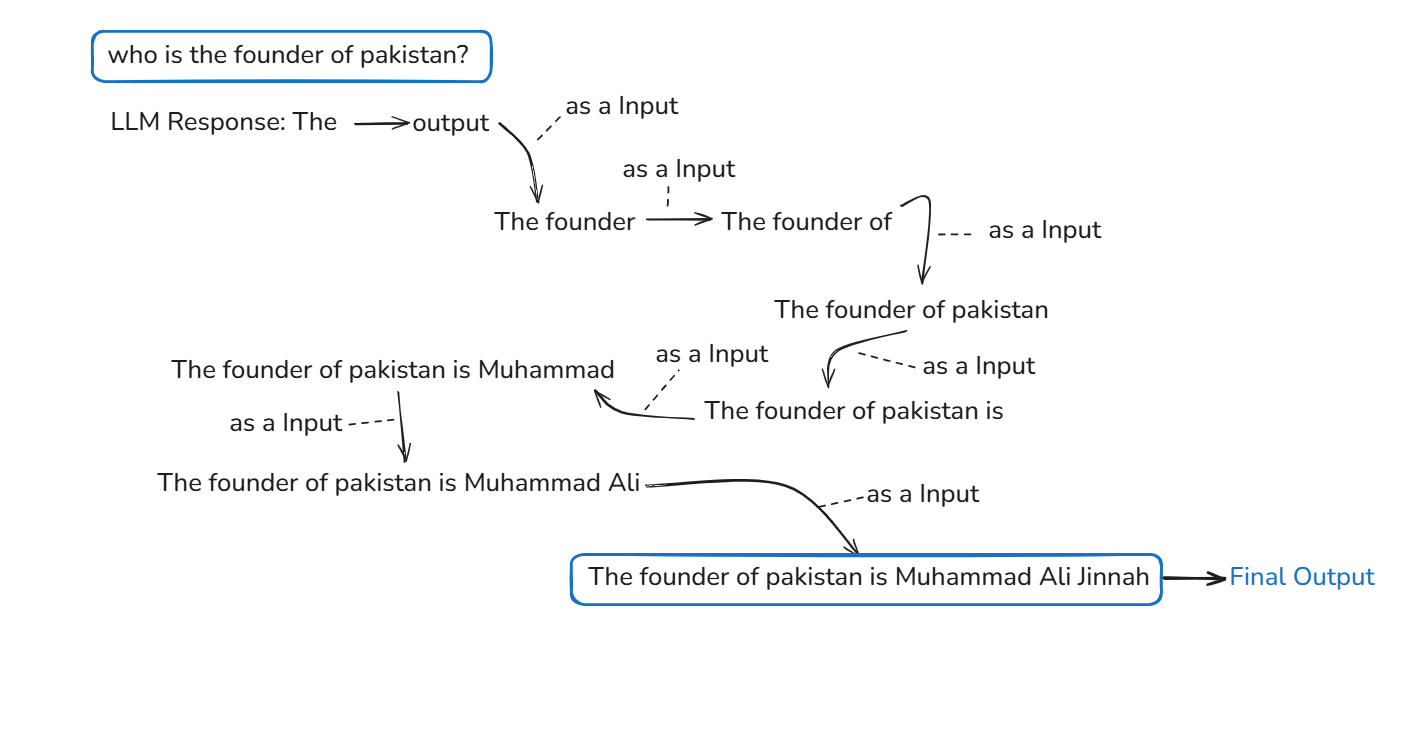 who is the founder of pakistan?
LLM Response: The
output
as a Input
as a Input
The founder
The founder of
as a Input
The founder of pakistan
as a Input
The founder of pakistan is
as a Input
The founder of pakistan is Muhammad
as a Input
The founder of pakistan is Muhammad Ali
as a Input
The founder of pakistan is Muhammad Ali Jinnah
Final Output